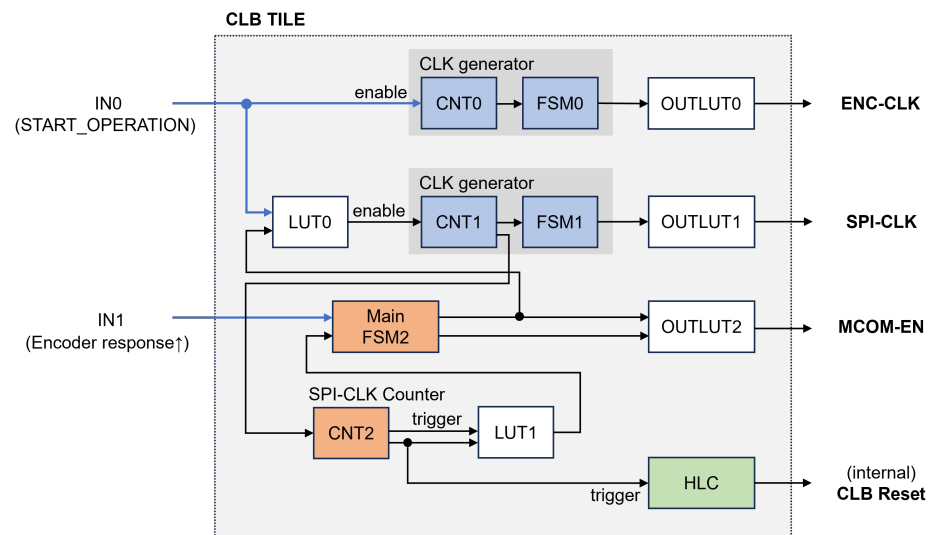 CLB TILE
CLK generator
IN0
(START_OPERATION)
enable
CNT0
FSM0
OUTLUT0
ENC-CLK
CLK generator
LUT0
enable
CNT1
FSM1
OUTLUT1
SPI-CLK
IN1
(Encoder response↑)
Main
FSM2
OUTLUT2
MCOM-EN
SPI-CLK Counter
CNT2
trigger
LUT1
trigger
HLC
(internal)
CLB Reset